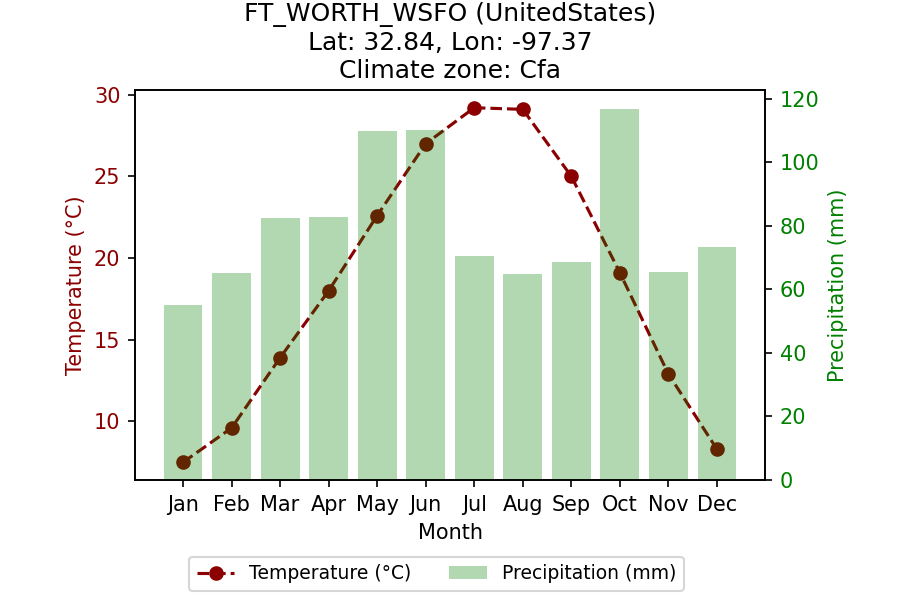 FT_WORTH_WSFO (UnitedStates)
Lat: 32.84, Lon: -97.37
Climate zone: Cfa
30
25
20
15
10
Temperature (°C)
120
100
80
60
40
20
0
Precipitation (mm)
Jan Feb Mar Apr May Jun Jul Aug Sep Oct Nov Dec
Month
Temperature (°C) Precipitation (mm)